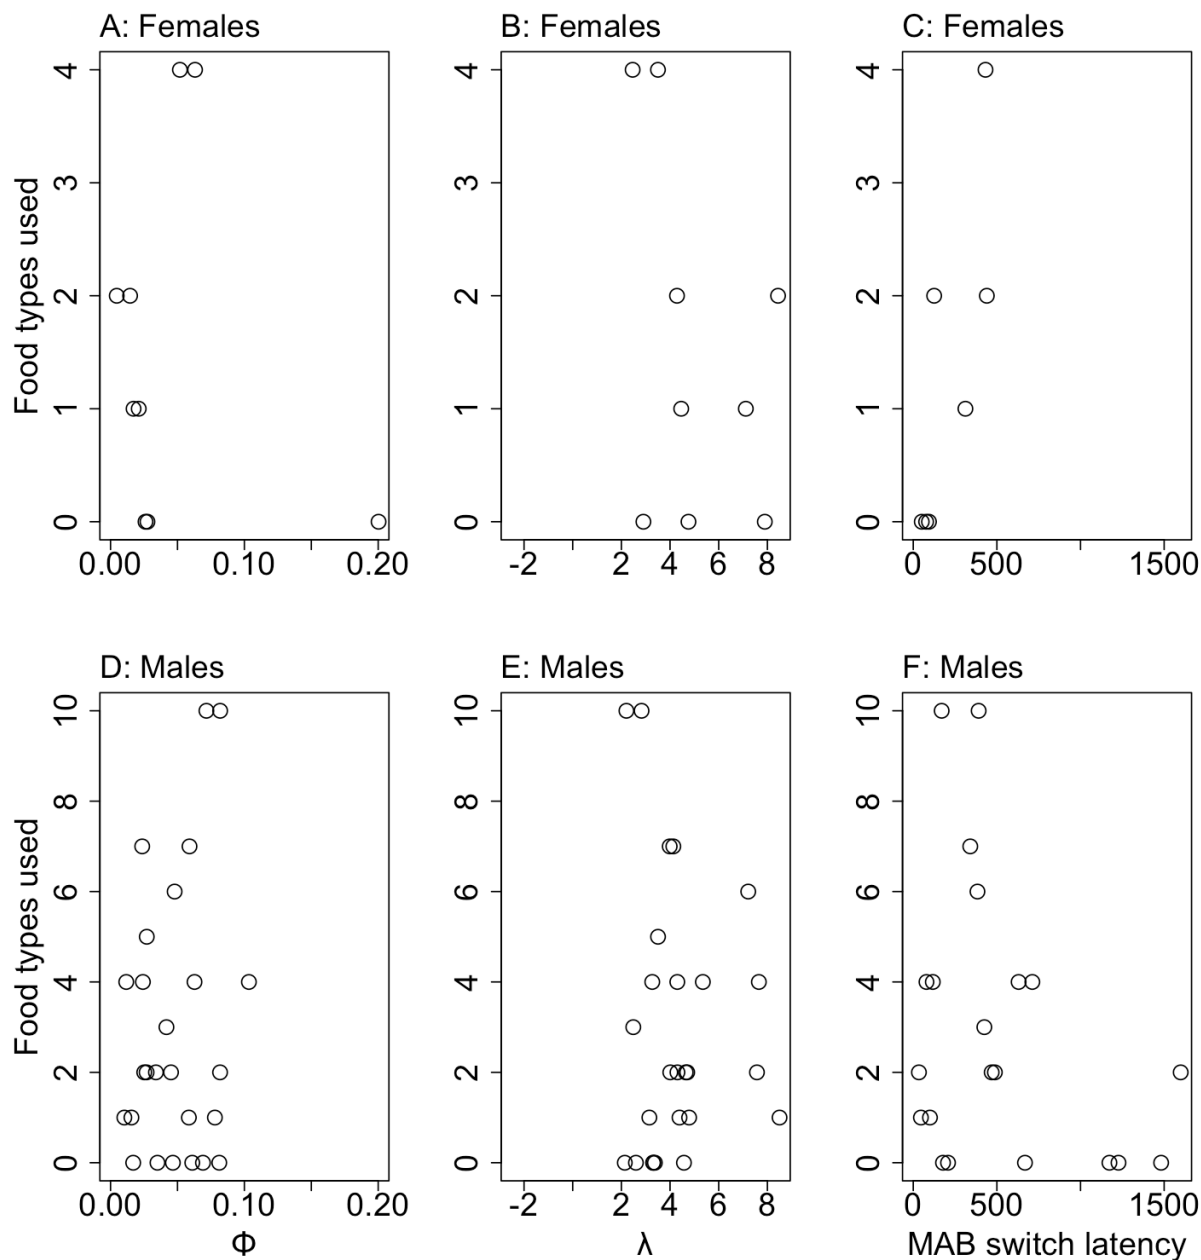 A: Females
B: Females
C: Females
Food types used
4
3
2
1
0
4
3
2
1
0
4
3
2
1
0
0.00 0.10 0.20
-2 2 4 6 8
0 500 1500
D: Males
E: Males
F: Males
Food types used
10
8
6
4
2
0
10
8
6
4
2
0
10
8
6
4
2
0
0.00 0.10 0.20
-2 2 4 6 8
0 500 1500
Φ
λ
MAB switch latency